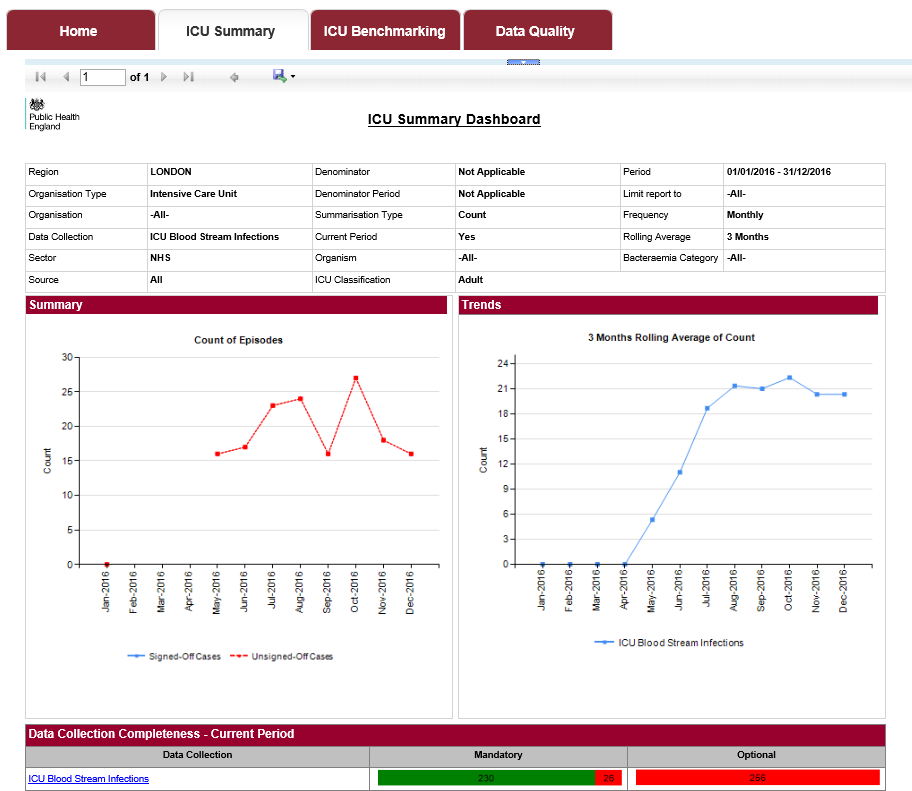 Home ICU Summary ICU Benchmarking Data Quality
1 of 1
Public Health
England
ICU Summary Dashboard
Region LONDON Denominator Not Applicable Period 01/01/2016 - 31/12/2016
Organisation Type Intensive Care Unit Denominator Period Not Applicable Limit report to -All-
Organisation -All- Summarisation Type Count Frequency Monthly
Data Collection ICU Blood Stream Infections Current Period Yes Rolling Average 3 Months
Sector NHS Organism -All- Bacteraemia Category -All-
Source All ICU Classification Adult
Summary
Count of Episodes
30
25
20
15
10
5
0
Count
Jan-2016 Feb-2016 Mar-2016 Apr-2016 May-2016 Jun-2016 Jul-2016 Aug-2016 Sep-2016 Oct-2016 Nov-2016 Dec-2016
Signed-Off Cases Unsigned-Off Cases
Trends
3 Months Rolling Average of Count
24
21
18
15
12
9
6
3
0
Count
Jan-2016 Feb-2016 Mar-2016 Apr-2016 May-2016 Jun-2016 Jul-2016 Aug-2016 Sep-2016 Oct-2016 Nov-2016 Dec-2016
ICU Blood Stream Infections
Data Collection Completeness - Current Period
Data Collection Mandatory Optional
ICU Blood Stream Infections 230 26